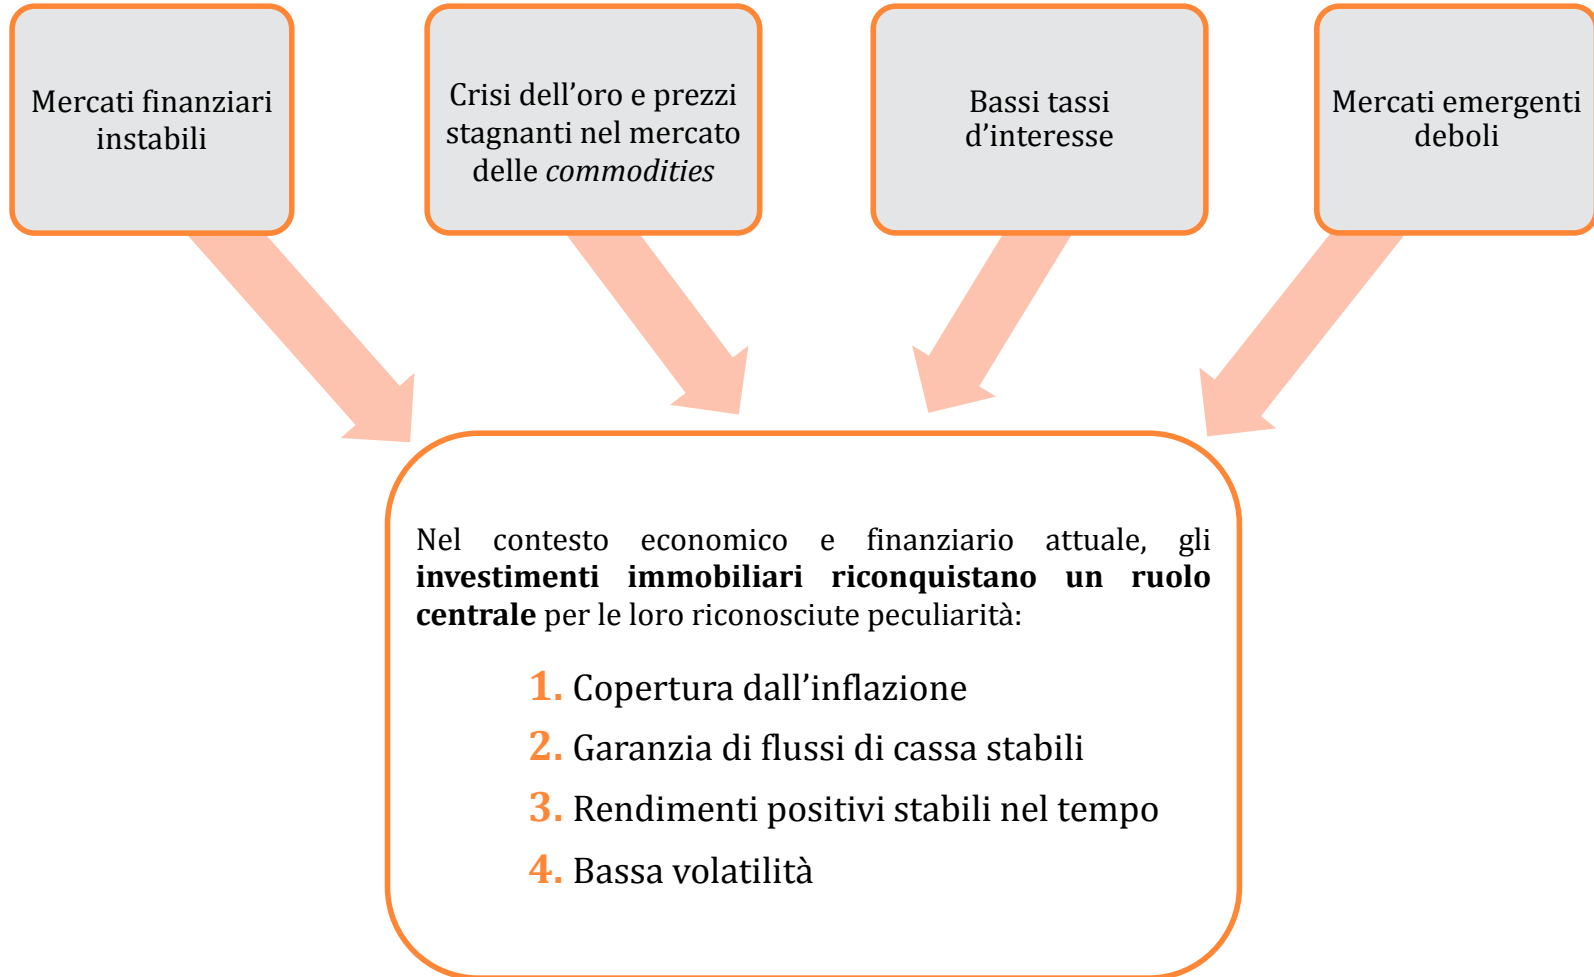 Mercati finanziari
instabili
Crisi dell’oro e prezzi
stagnanti nel mercato
delle commodities
Bassi tassi
d’interesse
Mercati emergenti
deboli
Nel contesto economico e finanziario attuale, gli
investimenti immobiliari riconquistano un ruolo
centrale per le loro riconosciute peculiarità:
1. Copertura dall’inflazione
2. Garanzia di flussi di cassa stabili
3. Rendimenti positivi stabili nel tempo
4. Bassa volatilità